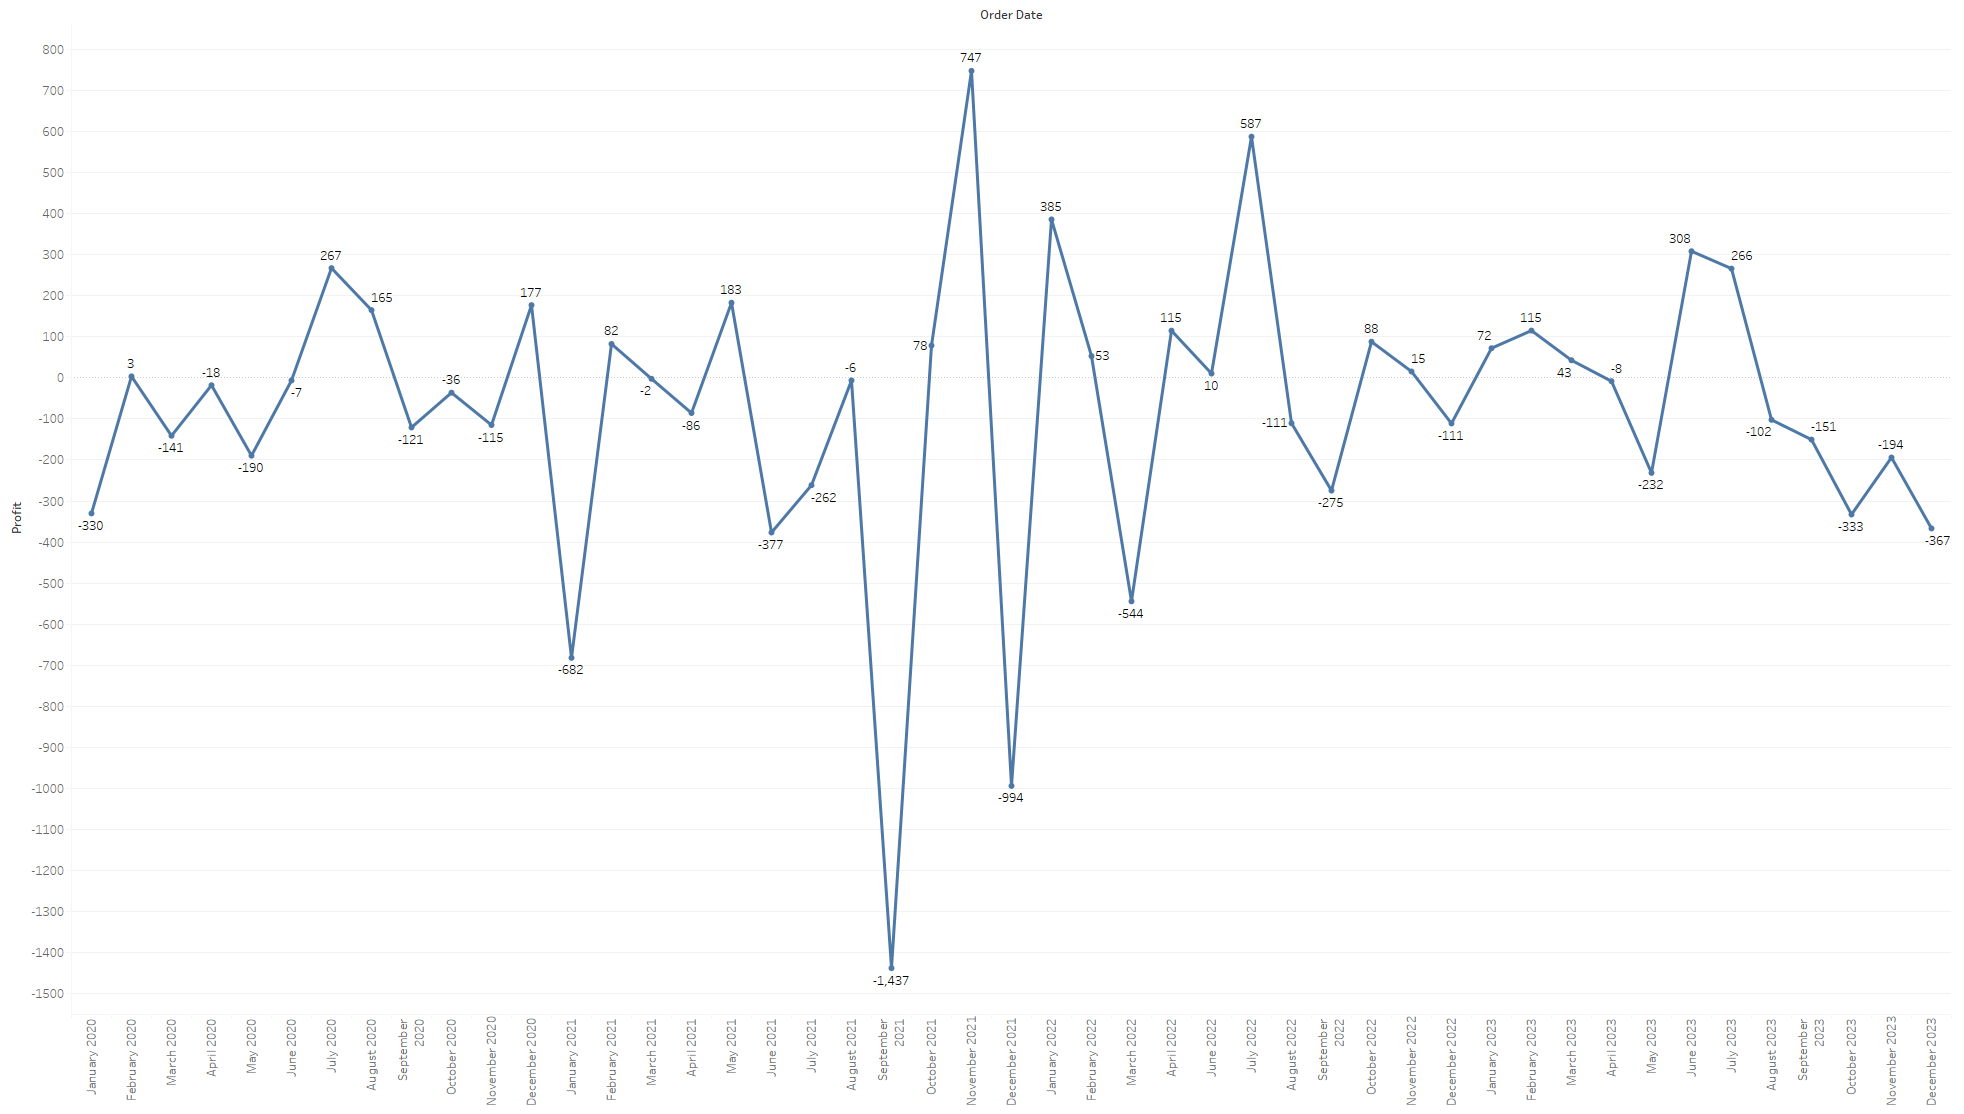 Order Date
800
700
600
500
400
300
200
100
0
-100
-200
-300
-400
-500
-600
-700
-800
-900
-1000
-1100
-1200
-1300
-1400
-1500
Profit
-330
3
-141
-18
-190
-7
267
165
-121
-36
-115
177
-682
82
-2
-86
183
-377
-262
-6
-1,437
78
747
-994
385
53
-544
115
10
587
-111
-275
88
15
-111
72
115
43
-8
-232
308
266
-102
-151
-333
-194
-367
January 2020
February 2020
March 2020
April 2020
May 2020
June 2020
July 2020
August 2020
September
2020
October 2020
November 2020
December 2020
January 2021
February 2021
March 2021
April 2021
May 2021
June 2021
July 2021
August 2021
September
2021
October 2021
November 2021
December 2021
January 2022
February 2022
March 2022
April 2022
June 2022
July 2022
August 2022
September
2022
October 2022
November 2022
December 2022
January 2023
February 2023
March 2023
April 2023
May 2023
June 2023
July 2023
August 2023
September
2023
October 2023
November 2023
December 2023